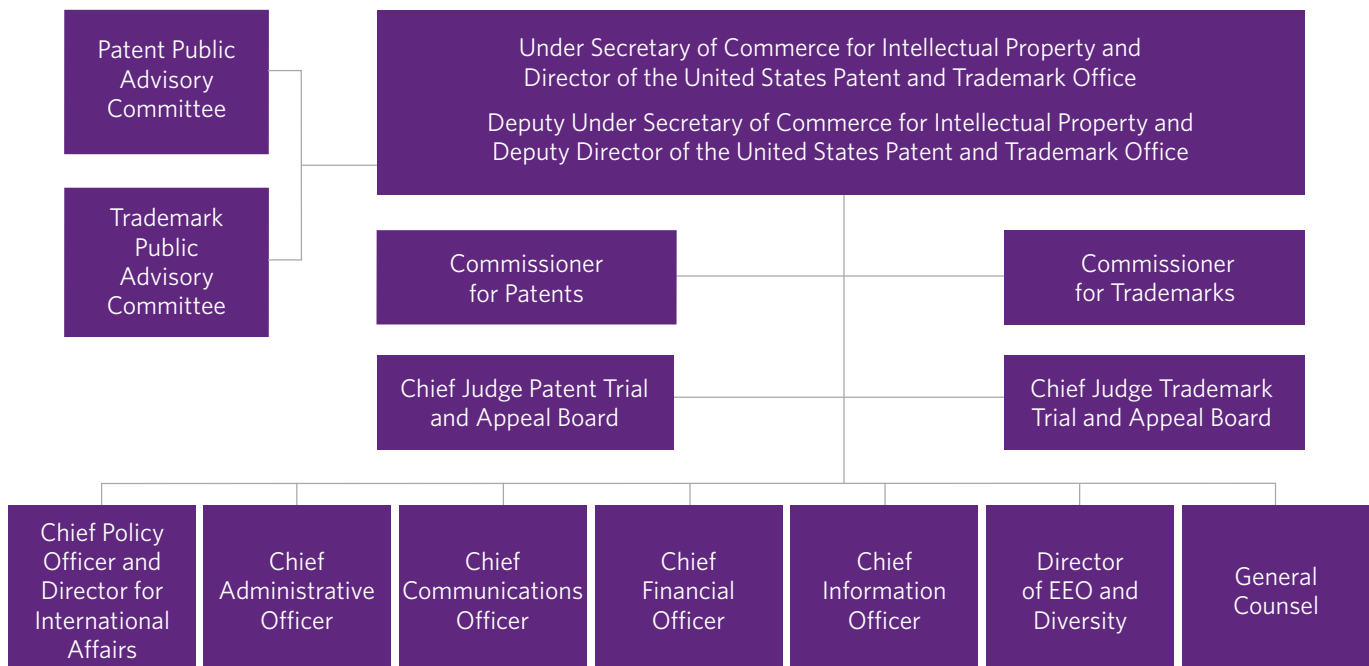 Patent Public
Advisory
Committee
Under Secretary of Commerce for Intellectual Property and
Director of the United States Patent and Trademark Office
Deputy Under Secretary of Commerce for Intellectual Property and
Deputy Director of the United States Patent and Trademark Office
Trademark
Public
Advisory
Committee
Commissioner
for Patents
Commissioner
for Trademarks
Chief Judge Patent Trial
and Appeal Board
Chief Judge Trademark
Trial and Appeal Board
Chief Policy
Officer and
Director for
International
Affairs
Chief
Administrative
Officer
Chief
Communications
Officer
Chief
Financial
Officer
Chief
Information
Officer
Director
of EEO and
Diversity
General
Counsel